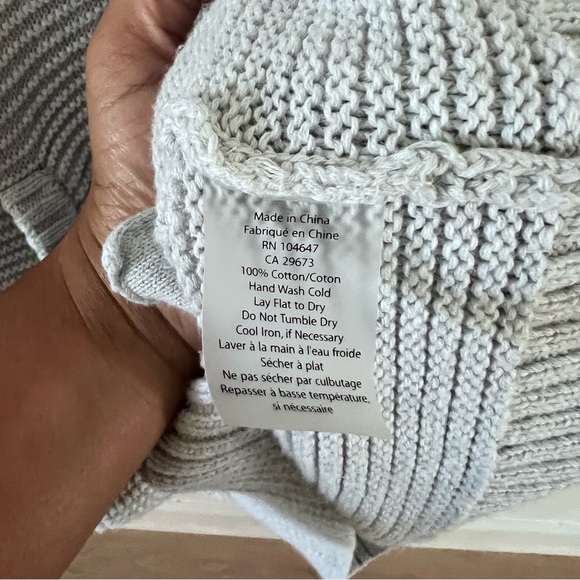 Made in China
Fabriqué en Chine
RN 104647
CA 29673
100% Cotton/Coton
Hand Wash Cold
Lay Flat to Dry
Do Not Tumble Dry
Cool Iron, if Necessary
Laver à la main à l'eau froide
Sécher à plat
Ne pas sécher par culbutage
Repasser à basse température,
si nécessaire